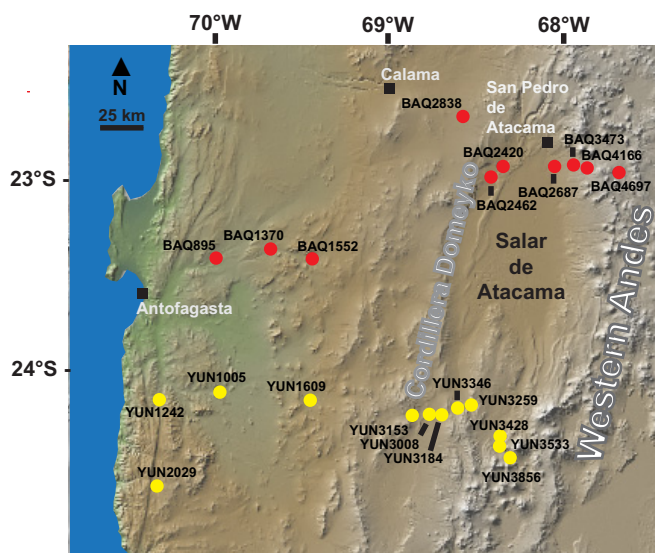 70°W
69°W
68°W
N
25 km
Calama
San Pedro
de
Atacama
BAQ2838
BAQ3473
BAQ2420
BAQ4166
23°S
BAQ2687
BAQ4697
BAQ2462
BAQ895
BAQ1370
BAQ1552
Cordillera Domeyko
Salar
de
Atacama
Western Andes
Antofagasta
24°S
YUN1005
YUN1609
YUN3346
YUN3259
YUN1242
YUN3153
YUN3008
YUN3184
YUN3428
YUN3533
YUN3856
YUN2029